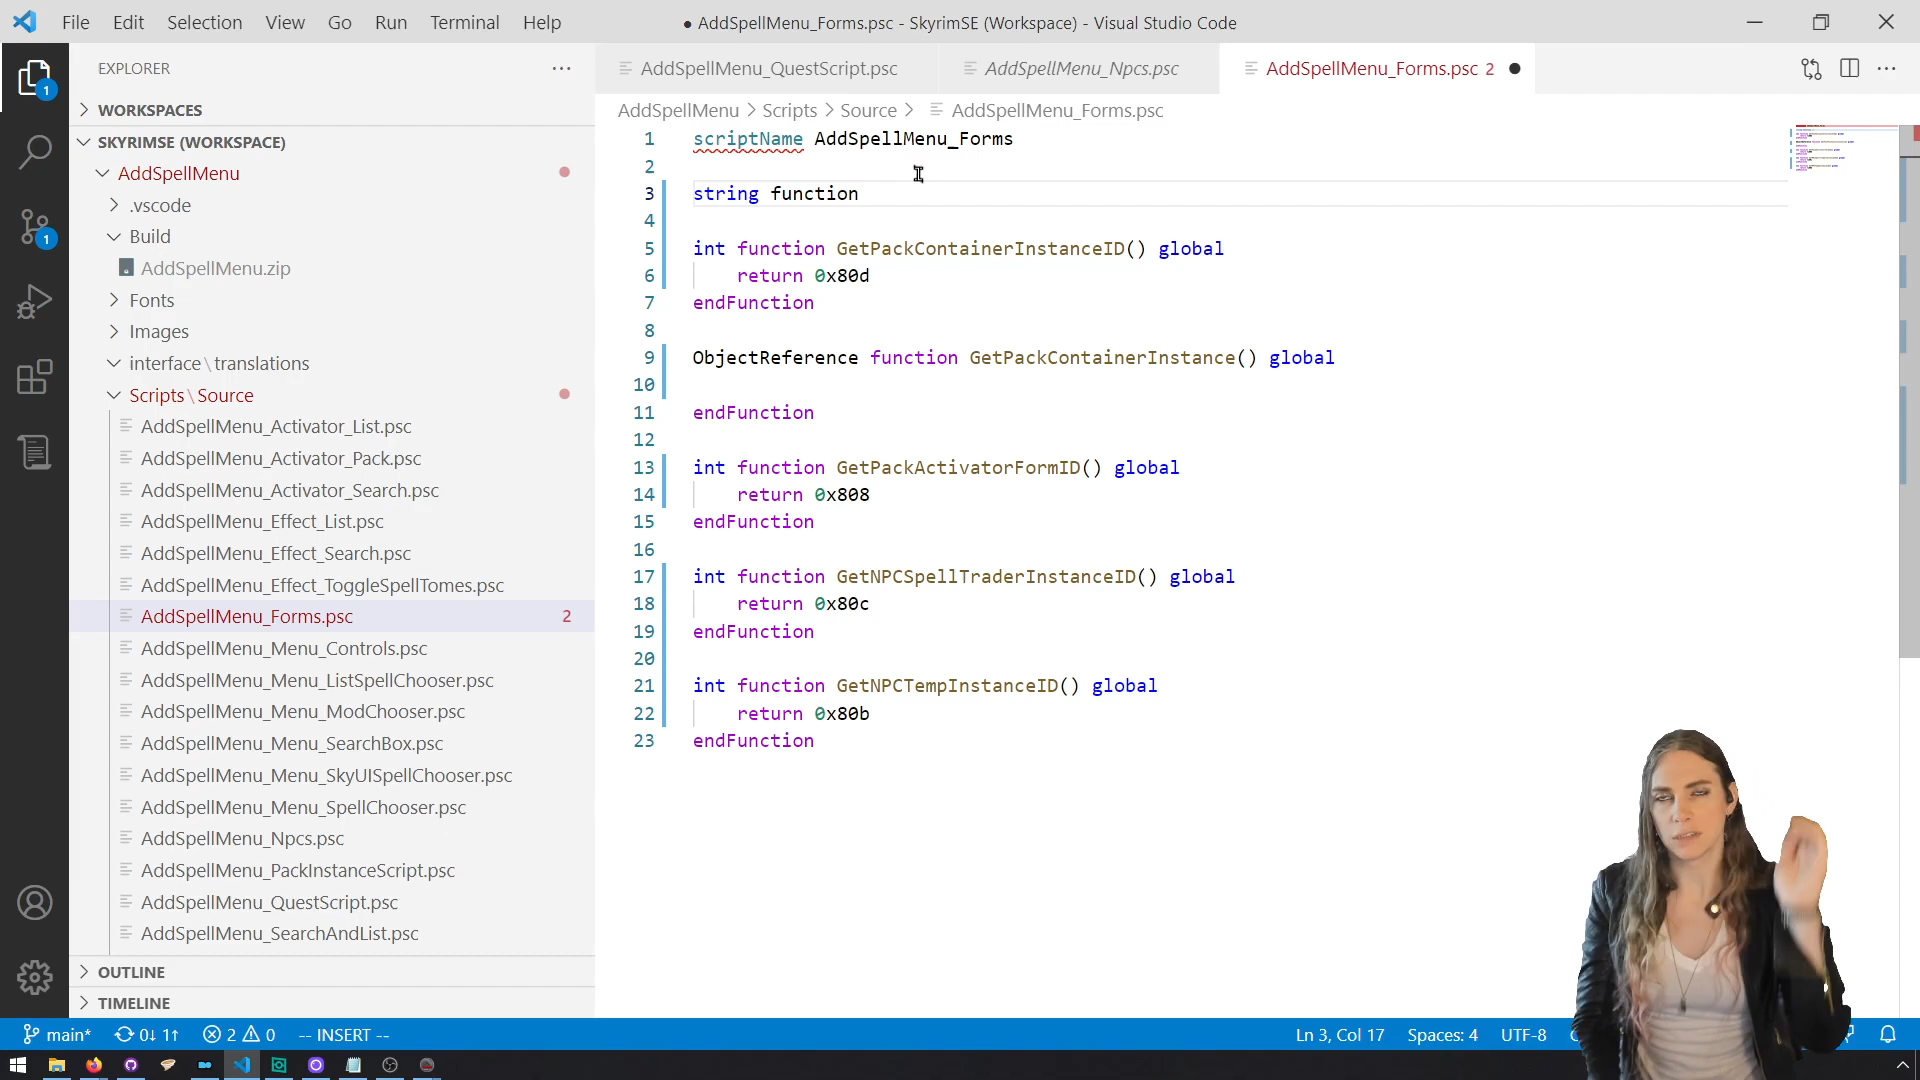 File Edit Selection View Go Run Terminal Help
● AddSpellMenu_Forms.psc - SkyrimSE (Workspace) - Visual Studio Code
EXPLORER
WORKSPACES
SKYRIMSE (WORKSPACE)
AddSpellMenu
.vscode
Build
AddSpellMenu.zip
Fonts
Images
interface\translations
Scripts\Source
AddSpellMenu_Activator_List.psc
AddSpellMenu_Activator_Pack.psc
AddSpellMenu_Activator_Search.psc
AddSpellMenu_Effect_List.psc
AddSpellMenu_Effect_Search.psc
AddSpellMenu_Effect_ToggleSpellTomes.psc
AddSpellMenu_Forms.psc 2
AddSpellMenu_Menu_Controls.psc
AddSpellMenu_Menu_ListSpellChooser.psc
AddSpellMenu_Menu_ModChooser.psc
AddSpellMenu_Menu_SearchBox.psc
AddSpellMenu_Menu_SkyUISpellChooser.psc
AddSpellMenu_Menu_SpellChooser.psc
AddSpellMenu_Npcs.psc
AddSpellMenu_PackInstanceScript.psc
AddSpellMenu_QuestScript.psc
AddSpellMenu_SearchAndList.psc
OUTLINE
TIMELINE
1
1
AddSpellMenu_QuestScript.psc AddSpellMenu_Npcs.psc AddSpellMenu_Forms.psc 2
AddSpellMenu > Scripts > Source > AddSpellMenu_Forms.psc
1 scriptName AddSpellMenu_Forms
2
3 string function
4
5 int function GetPackContainerInstanceID() global
6 return 0x80d
7 endFunction
8
9 ObjectReference function GetPackContainerInstance() global
10
11 endFunction
12
13 int function GetPackActivatorFormID() global
14 return 0x808
15 endFunction
16
17 int function GetNPCSpellTraderInstanceID() global
18 return 0x80c
19 endFunction
20
21 int function GetNPCTempInstanceID() global
22 return 0x80b
23 endFunction
main* 0↓ 1↑ 2 0 -- INSERT -- Ln 3, Col 17 Spaces: 4 UTF-8